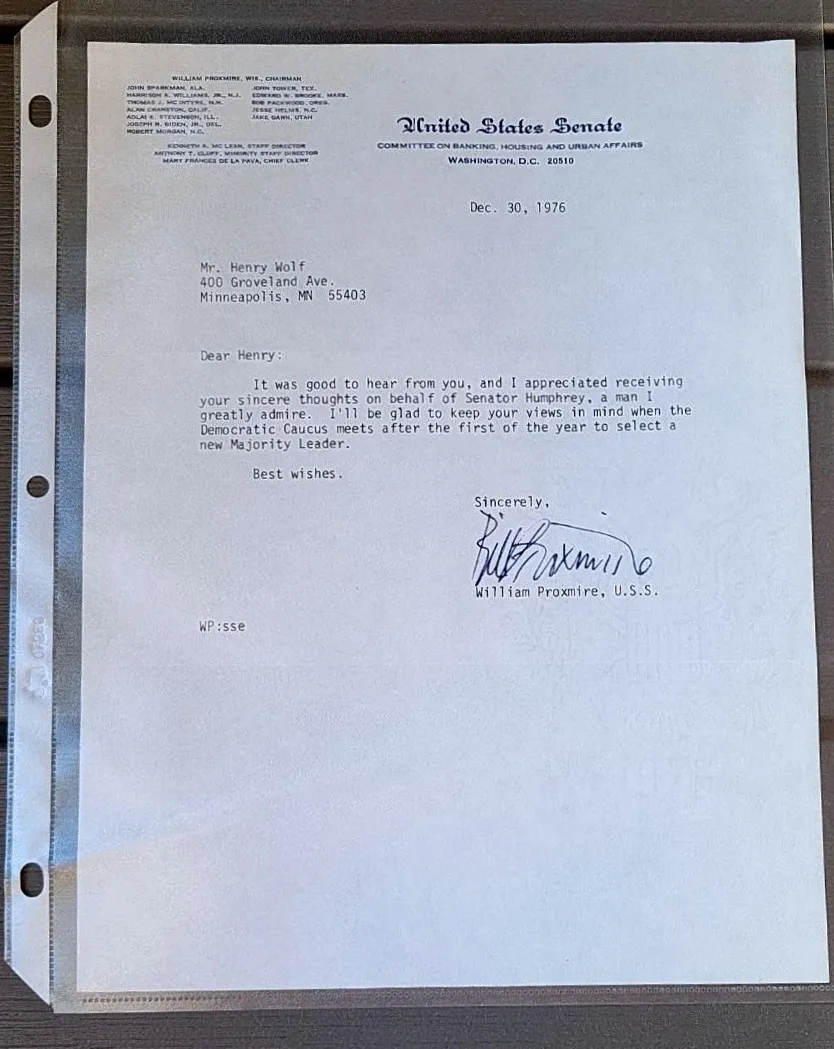 WILLIAM PROXMIRE, WIS., CHAIRMAN
JOHN SPARKMAN, ALA. JOHN TOWER, TEX.
HARRISON A. WILLIAMS, JR., N.J. EDWARD W. BROOKE, MASS.
THOMAS J. MC INTYRE, N.H. BOB PACKWOOD, OREG.
ALAN CRANSTON, CALIF. JESSE HELMS, N.C.
ADLAI E. STEVENSON, ILL. JAKE GARN, UTAH
JOSEPH R. BIDEN, JR., DEL.
ROBERT MORGAN, N.C.
KENNETH A. MC LEAN, STAFF DIRECTOR
ANTHONY T. CLUFF, MINORITY STAFF DIRECTOR
MARY FRANCES DE LA PAVA, CHIEF CLERK
United States Senate
COMMITTEE ON BANKING, HOUSING AND URBAN AFFAIRS
WASHINGTON, D.C. 20510
Dec. 30, 1976
Mr. Henry Wolf
400 Groveland Ave.
Minneapolis, MN 55403
Dear Henry:
It was good to hear from you, and I appreciated receiving
your sincere thoughts on behalf of Senator Humphrey, a man I
greatly admire. I'll be glad to keep your views in mind when the
Democratic Caucus meets after the first of the year to select a
new Majority Leader.
Best wishes.
Sincerely,
Bill Proxmire
William Proxmire, U.S.S.
WP:sse